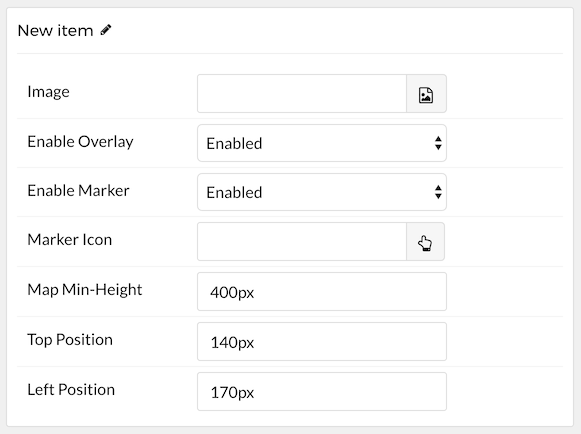 New item
Image
Enable Overlay
Enabled
Enable Marker
Enabled
Marker Icon
Map Min-Height
400px
Top Position
140px
Left Position
170px